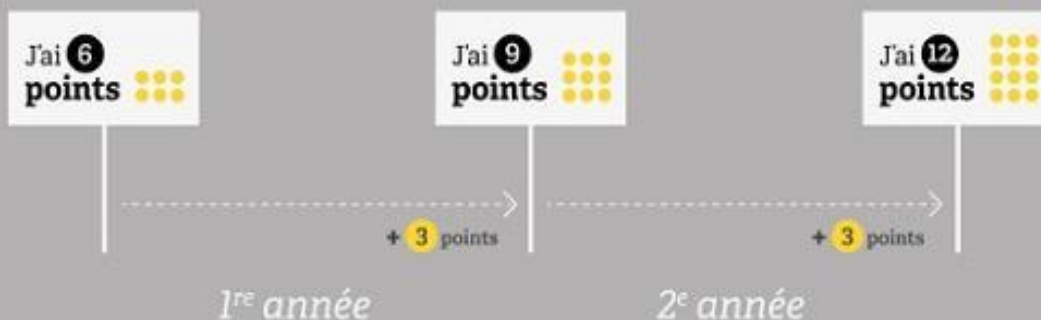 J'ai 6
points
J'ai 9
points
J'ai 12
points
+ 3 points
+ 3 points
1re année
2e année